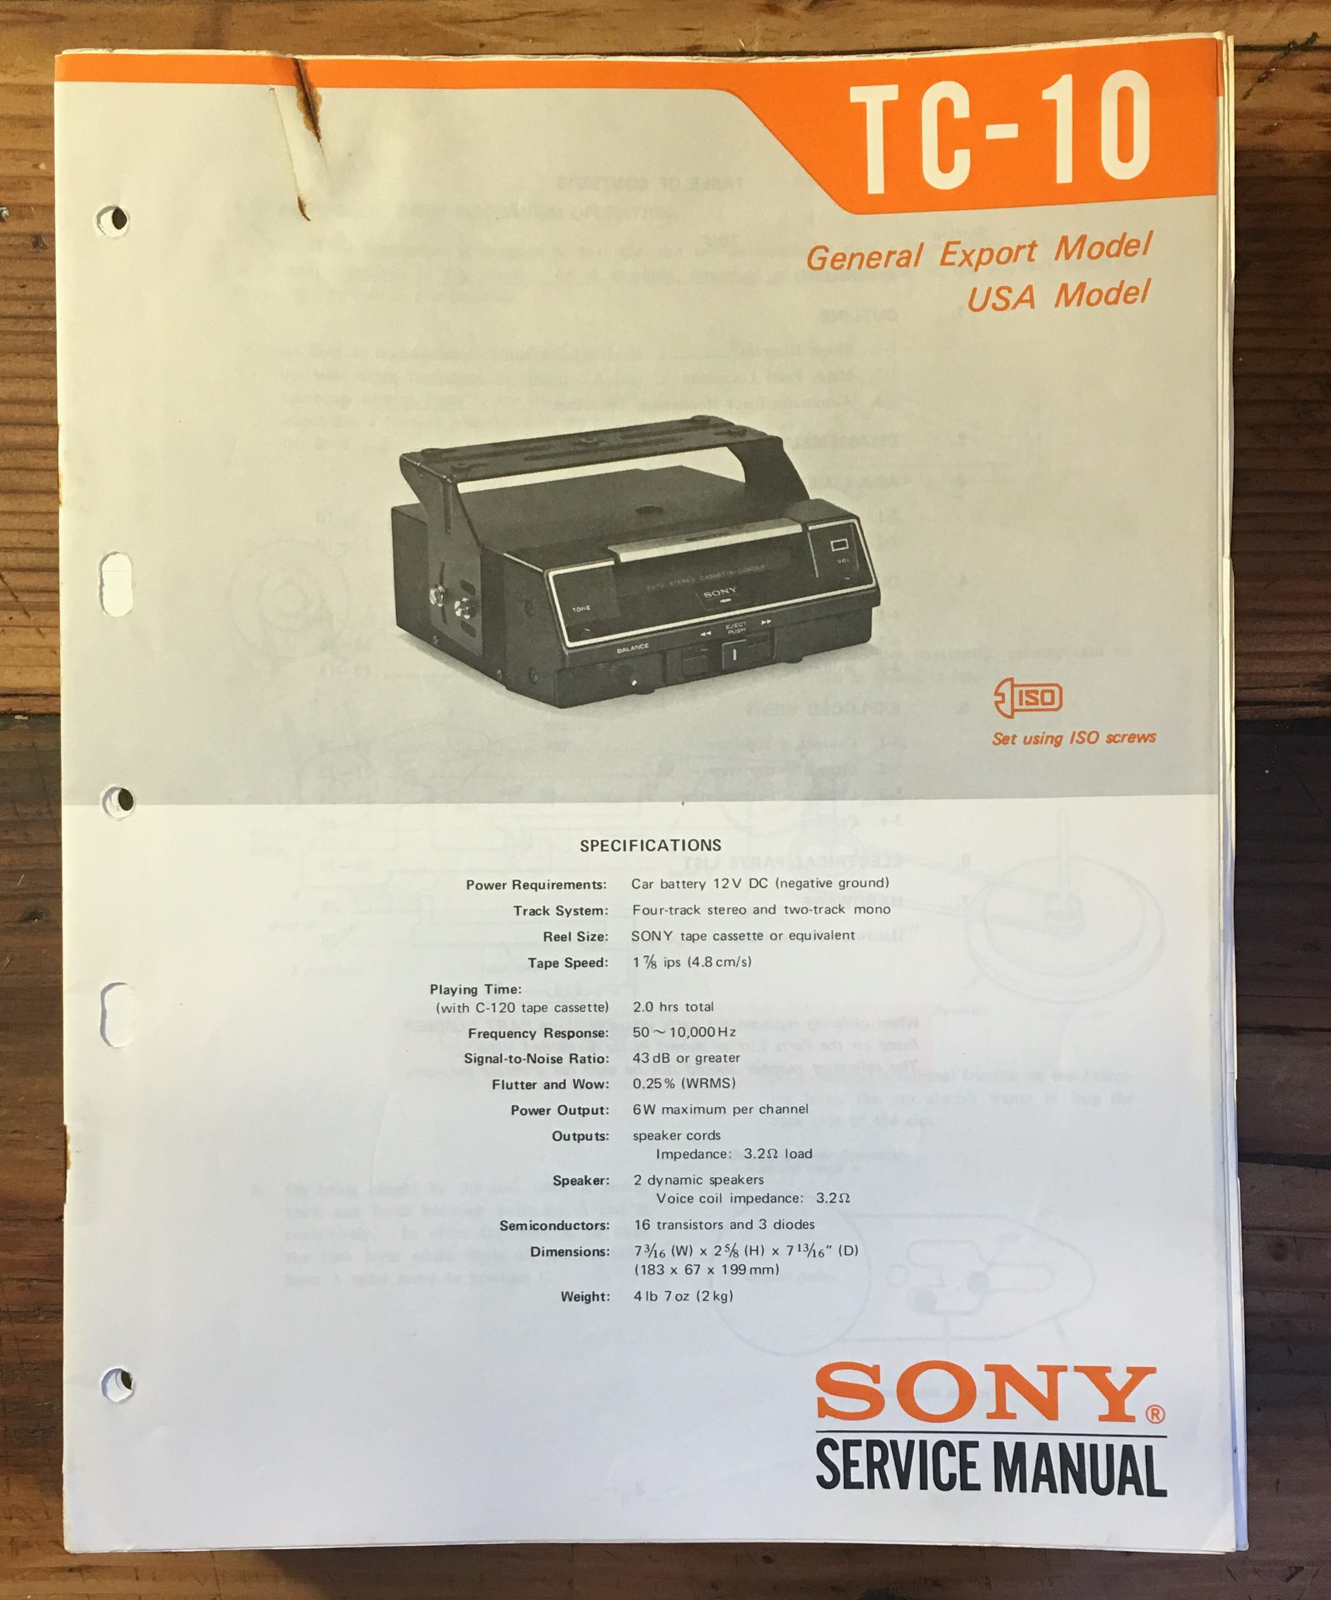 TC-10
General Export Model
USA Model
TONE
SONY
VOL
BALANCE
EJECT
PUSH
ISO
Set using ISO screws
SPECIFICATIONS
Power Requirements: Car battery 12V DC (negative ground)
Track System: Four-track stereo and two-track mono
Reel Size: SONY tape cassette or equivalent
Tape Speed: 1 7/8 ips (4.8 cm/s)
Playing Time:
(with C-120 tape cassette) 2.0 hrs total
Frequency Response: 50 ~ 10,000 Hz
Signal-to-Noise Ratio: 43 dB or greater
Flutter and Wow: 0.25% (WRMS)
Power Output: 6W maximum per channel
Outputs: speaker cords
Impedance: 3.2Ω load
Speaker: 2 dynamic speakers
Voice coil impedance: 3.2Ω
Semiconductors: 16 transistors and 3 diodes
Dimensions: 7 3/16 (W) x 2 5/8 (H) x 7 13/16" (D)
(183 x 67 x 199 mm)
Weight: 4 lb 7 oz (2 kg)
SONY®
SERVICE MANUAL